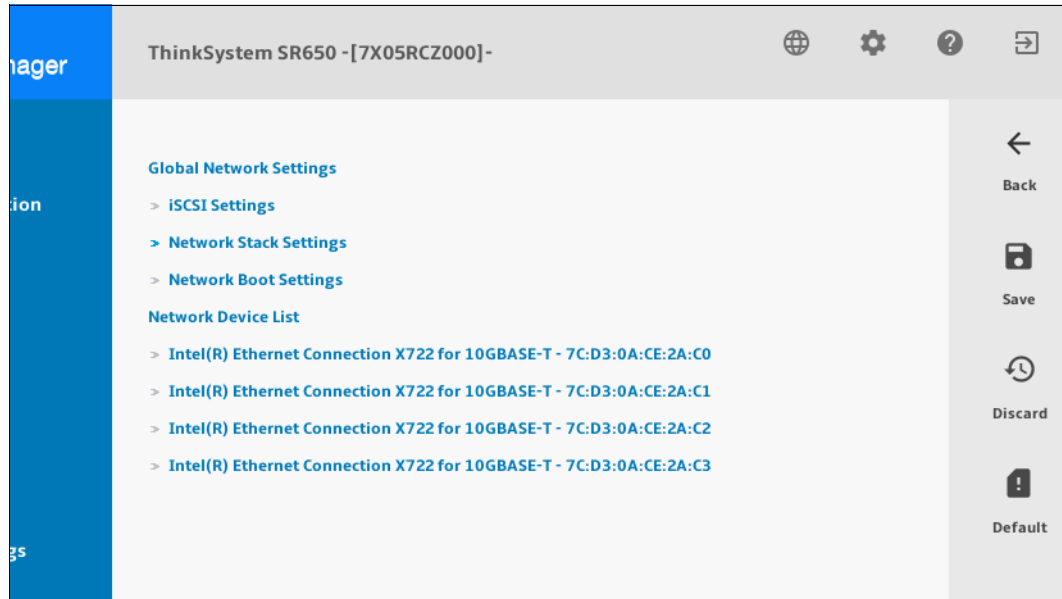 nager
ThinkSystem SR650 -[7X05RCZ000]-
tion
gs
Global Network Settings
iSCSI Settings
Network Stack Settings
Network Boot Settings
Network Device List
Intel(R) Ethernet Connection X722 for 10GBASE-T - 7C:D3:0A:CE:2A:C0
Intel(R) Ethernet Connection X722 for 10GBASE-T - 7C:D3:0A:CE:2A:C1
Intel(R) Ethernet Connection X722 for 10GBASE-T - 7C:D3:0A:CE:2A:C2
Intel(R) Ethernet Connection X722 for 10GBASE-T - 7C:D3:0A:CE:2A:C3
Back
Save
Discard
Default